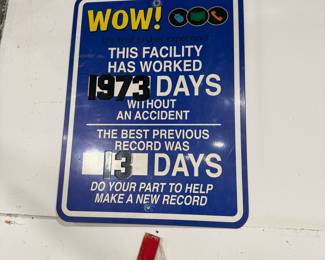 WOW!
THIS FACILITY
HAS WORKED
1973 DAYS
WITHOUT
AN ACCIDENT
THE BEST PREVIOUS
RECORD WAS
13 DAYS
DO YOUR PART TO HELP
MAKE A NEW RECORD